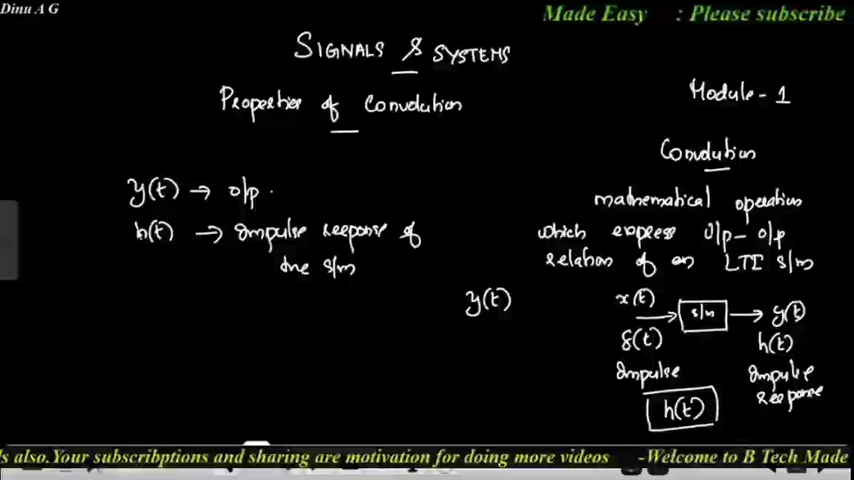 Dinu A G
Made Easy : Please subscribe
SIGNALS & SYSTEMS
Properties of Convolution
Module - 1
Convolution
mathematical operation
which express I/p - o/p
relation of an LTI s/m
y(t) → o/p .
h(t) → Impulse response of
the s/m
y(t)
x(t) → s/m → y(t)
δ(t) h(t)
Impulse Impulse
response
h(t)
ls also.Your subscribptions and sharing are motivation for doing more videos -Welcome to B Tech Made